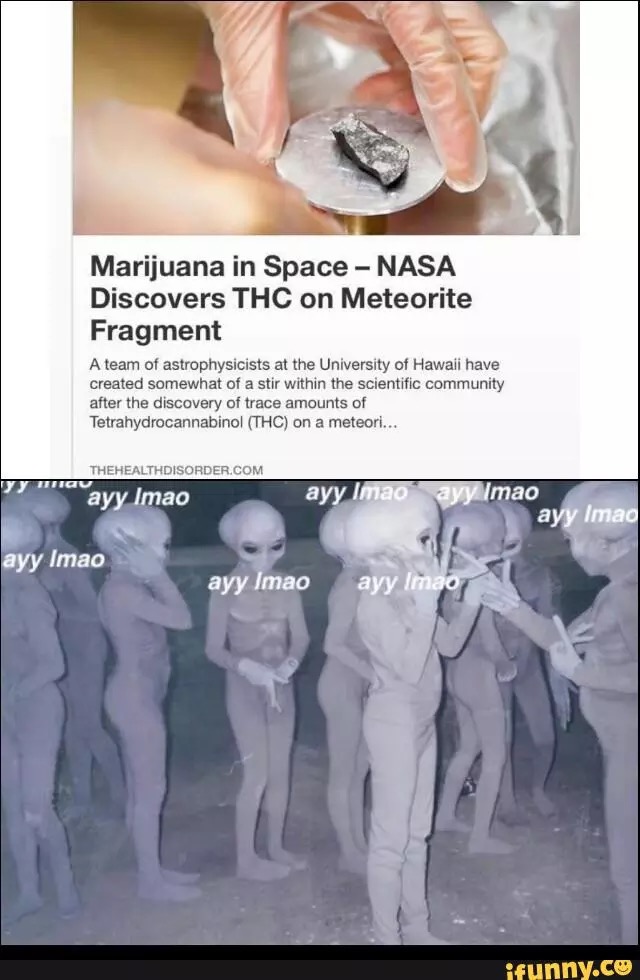 Marijuana in Space – NASA
Discovers THC on Meteorite
Fragment
A team of astrophysicists at the University of Hawaii have
created somewhat of a stir within the scientific community
after the discovery of trace amounts of
Tetrahydrocannabinol (THC) on a meteori...
THEHEALTHDISORDER.COM
ayy lmao
ayy lmao
ayy lmao
ayy lmao
ayy lmao
ayy lmao
ayy lmao
ifunny.co